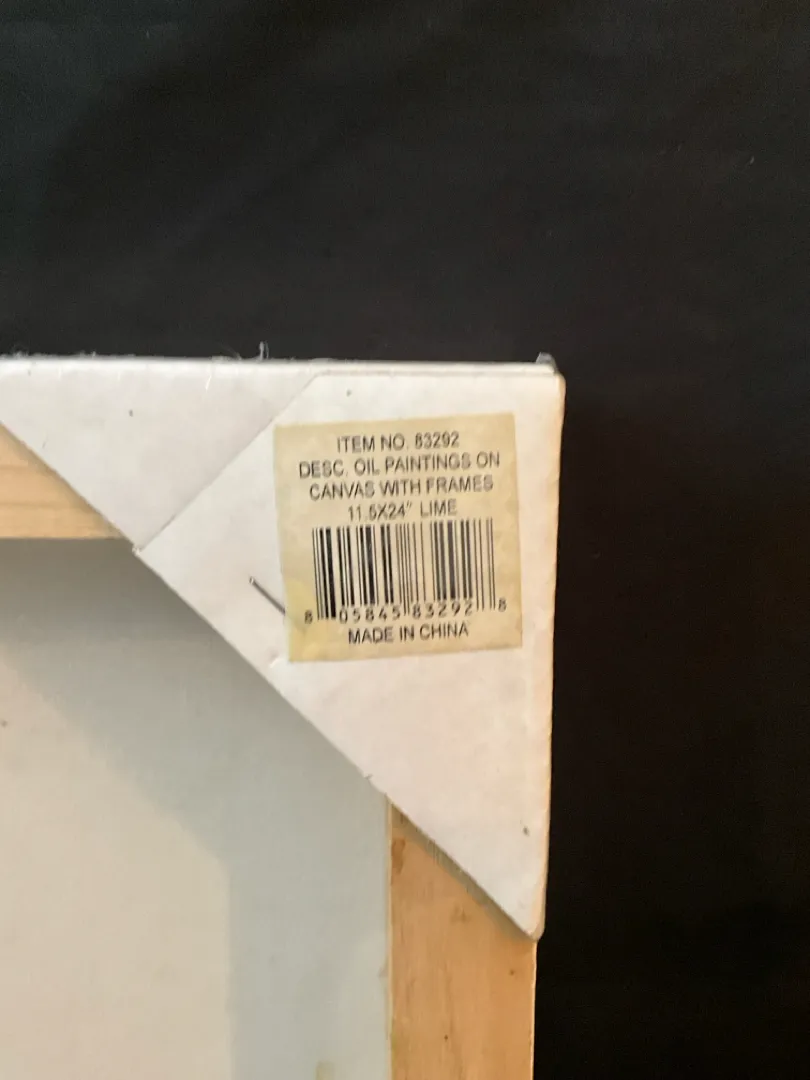 ITEM NO. 83292
DESC. OIL PAINTINGS ON
CANVAS WITH FRAMES
11.5X24" LIME
8 05845 83292 8
MADE IN CHINA